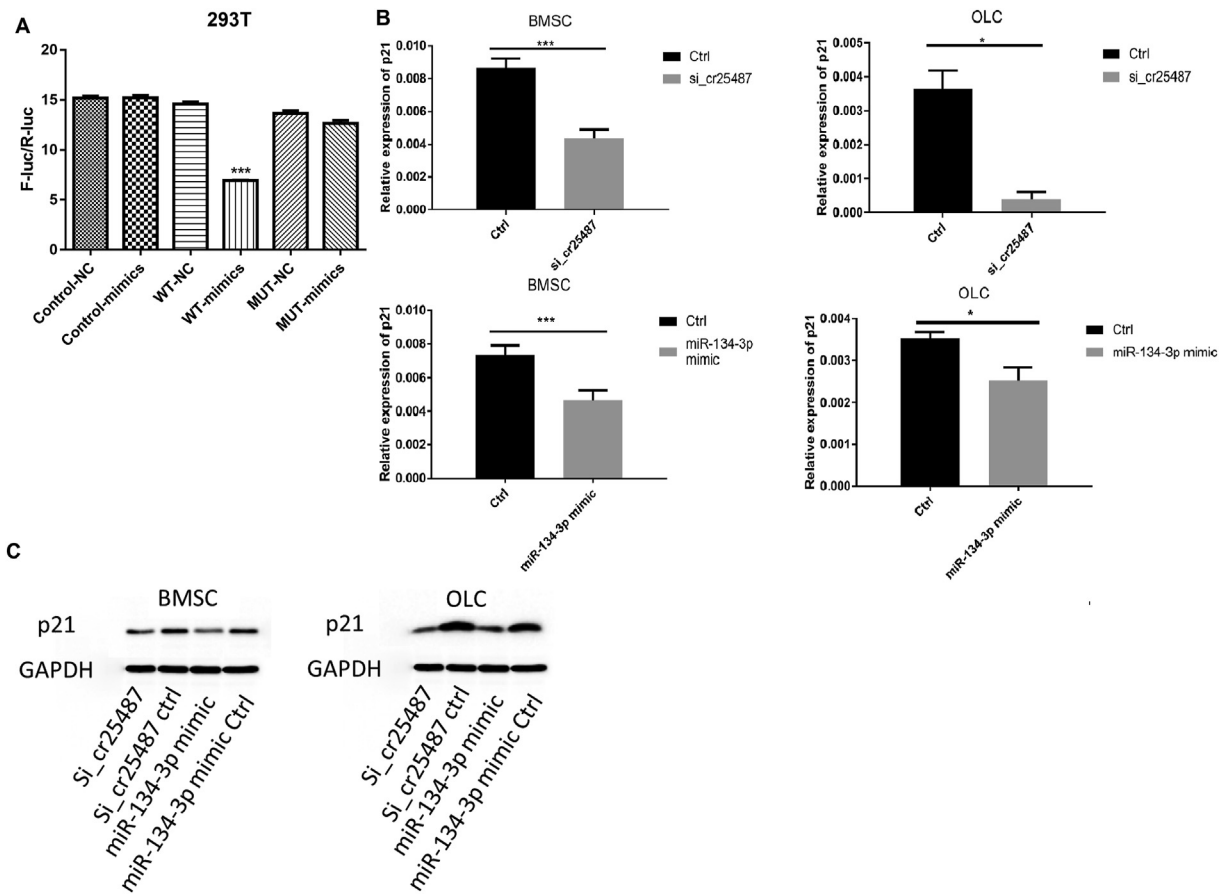 A
293T
F-luc/R-luc
20
15
10
5
0
***
Control-NC
Control-mimics
WT-NC
WT-mimics
MUT-NC
MUT-mimics
B
BMSC
Relative expression of p21
0.010
0.008
0.006
0.004
0.002
0.000
***
Ctrl
si_cr25487
Ctrl
si_cr25487
OLC
Relative expression of p21
0.005
0.004
0.003
0.002
0.001
0.000
*
Ctrl
si_cr25487
Ctrl
si_cr25487
BMSC
Relative expression of p21
0.010
0.008
0.006
0.004
0.002
0.000
***
Ctrl
miR-134-3p
mimic
Ctrl
miR-134-3p mimic
OLC
Relative expression of p21
0.004
0.003
0.002
0.001
0.000
*
Ctrl
miR-134-3p mimic
Ctrl
miR-134-3p mimic
C
BMSC
p21
GAPDH
Si_cr25487
Si_cr25487 ctrl
miR-134-3p mimic
miR-134-3p mimic Ctrl
OLC
p21
GAPDH
Si_cr25487
Si_cr25487 ctrl
miR-134-3p mimic
miR-134-3p mimic Ctrl